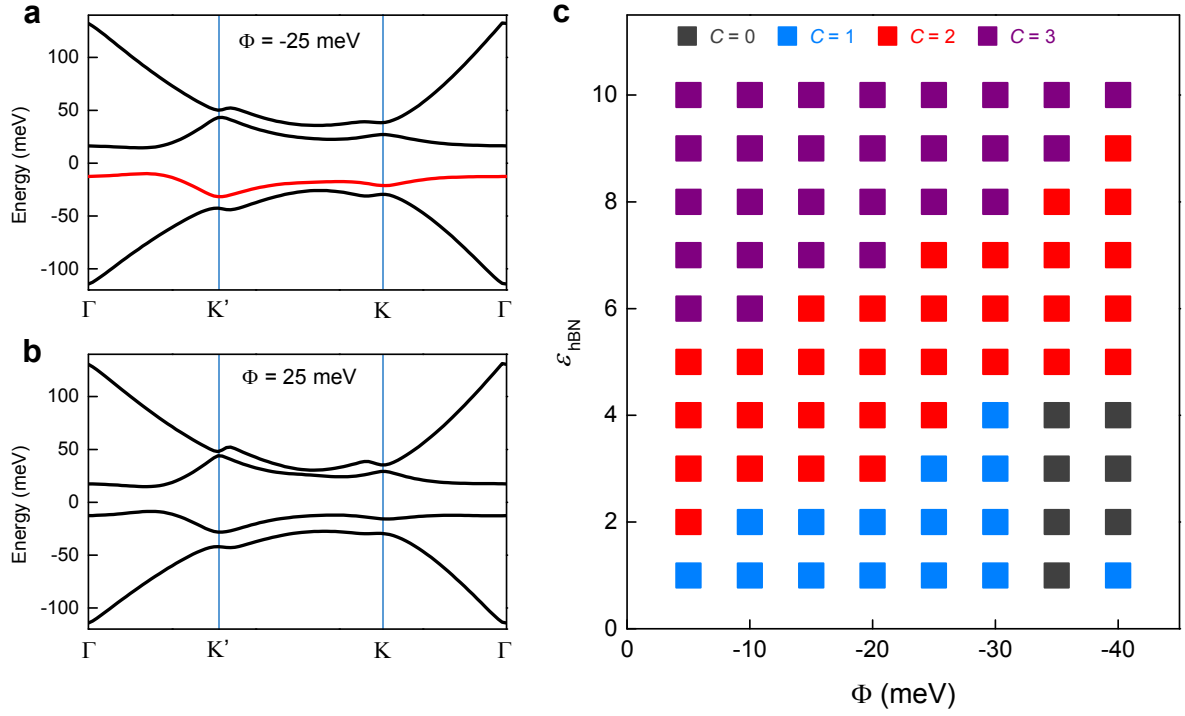 a
Φ = -25 meV
100
50
0
-50
-100
Energy (meV)
Γ K’ K Γ
b
Φ = 25 meV
100
50
0
-50
-100
Energy (meV)
Γ K’ K Γ
c
C = 0 C = 1 C = 2 C = 3
10
8
6
4
2
0
εhBN
0 -10 -20 -30 -40
Φ (meV)